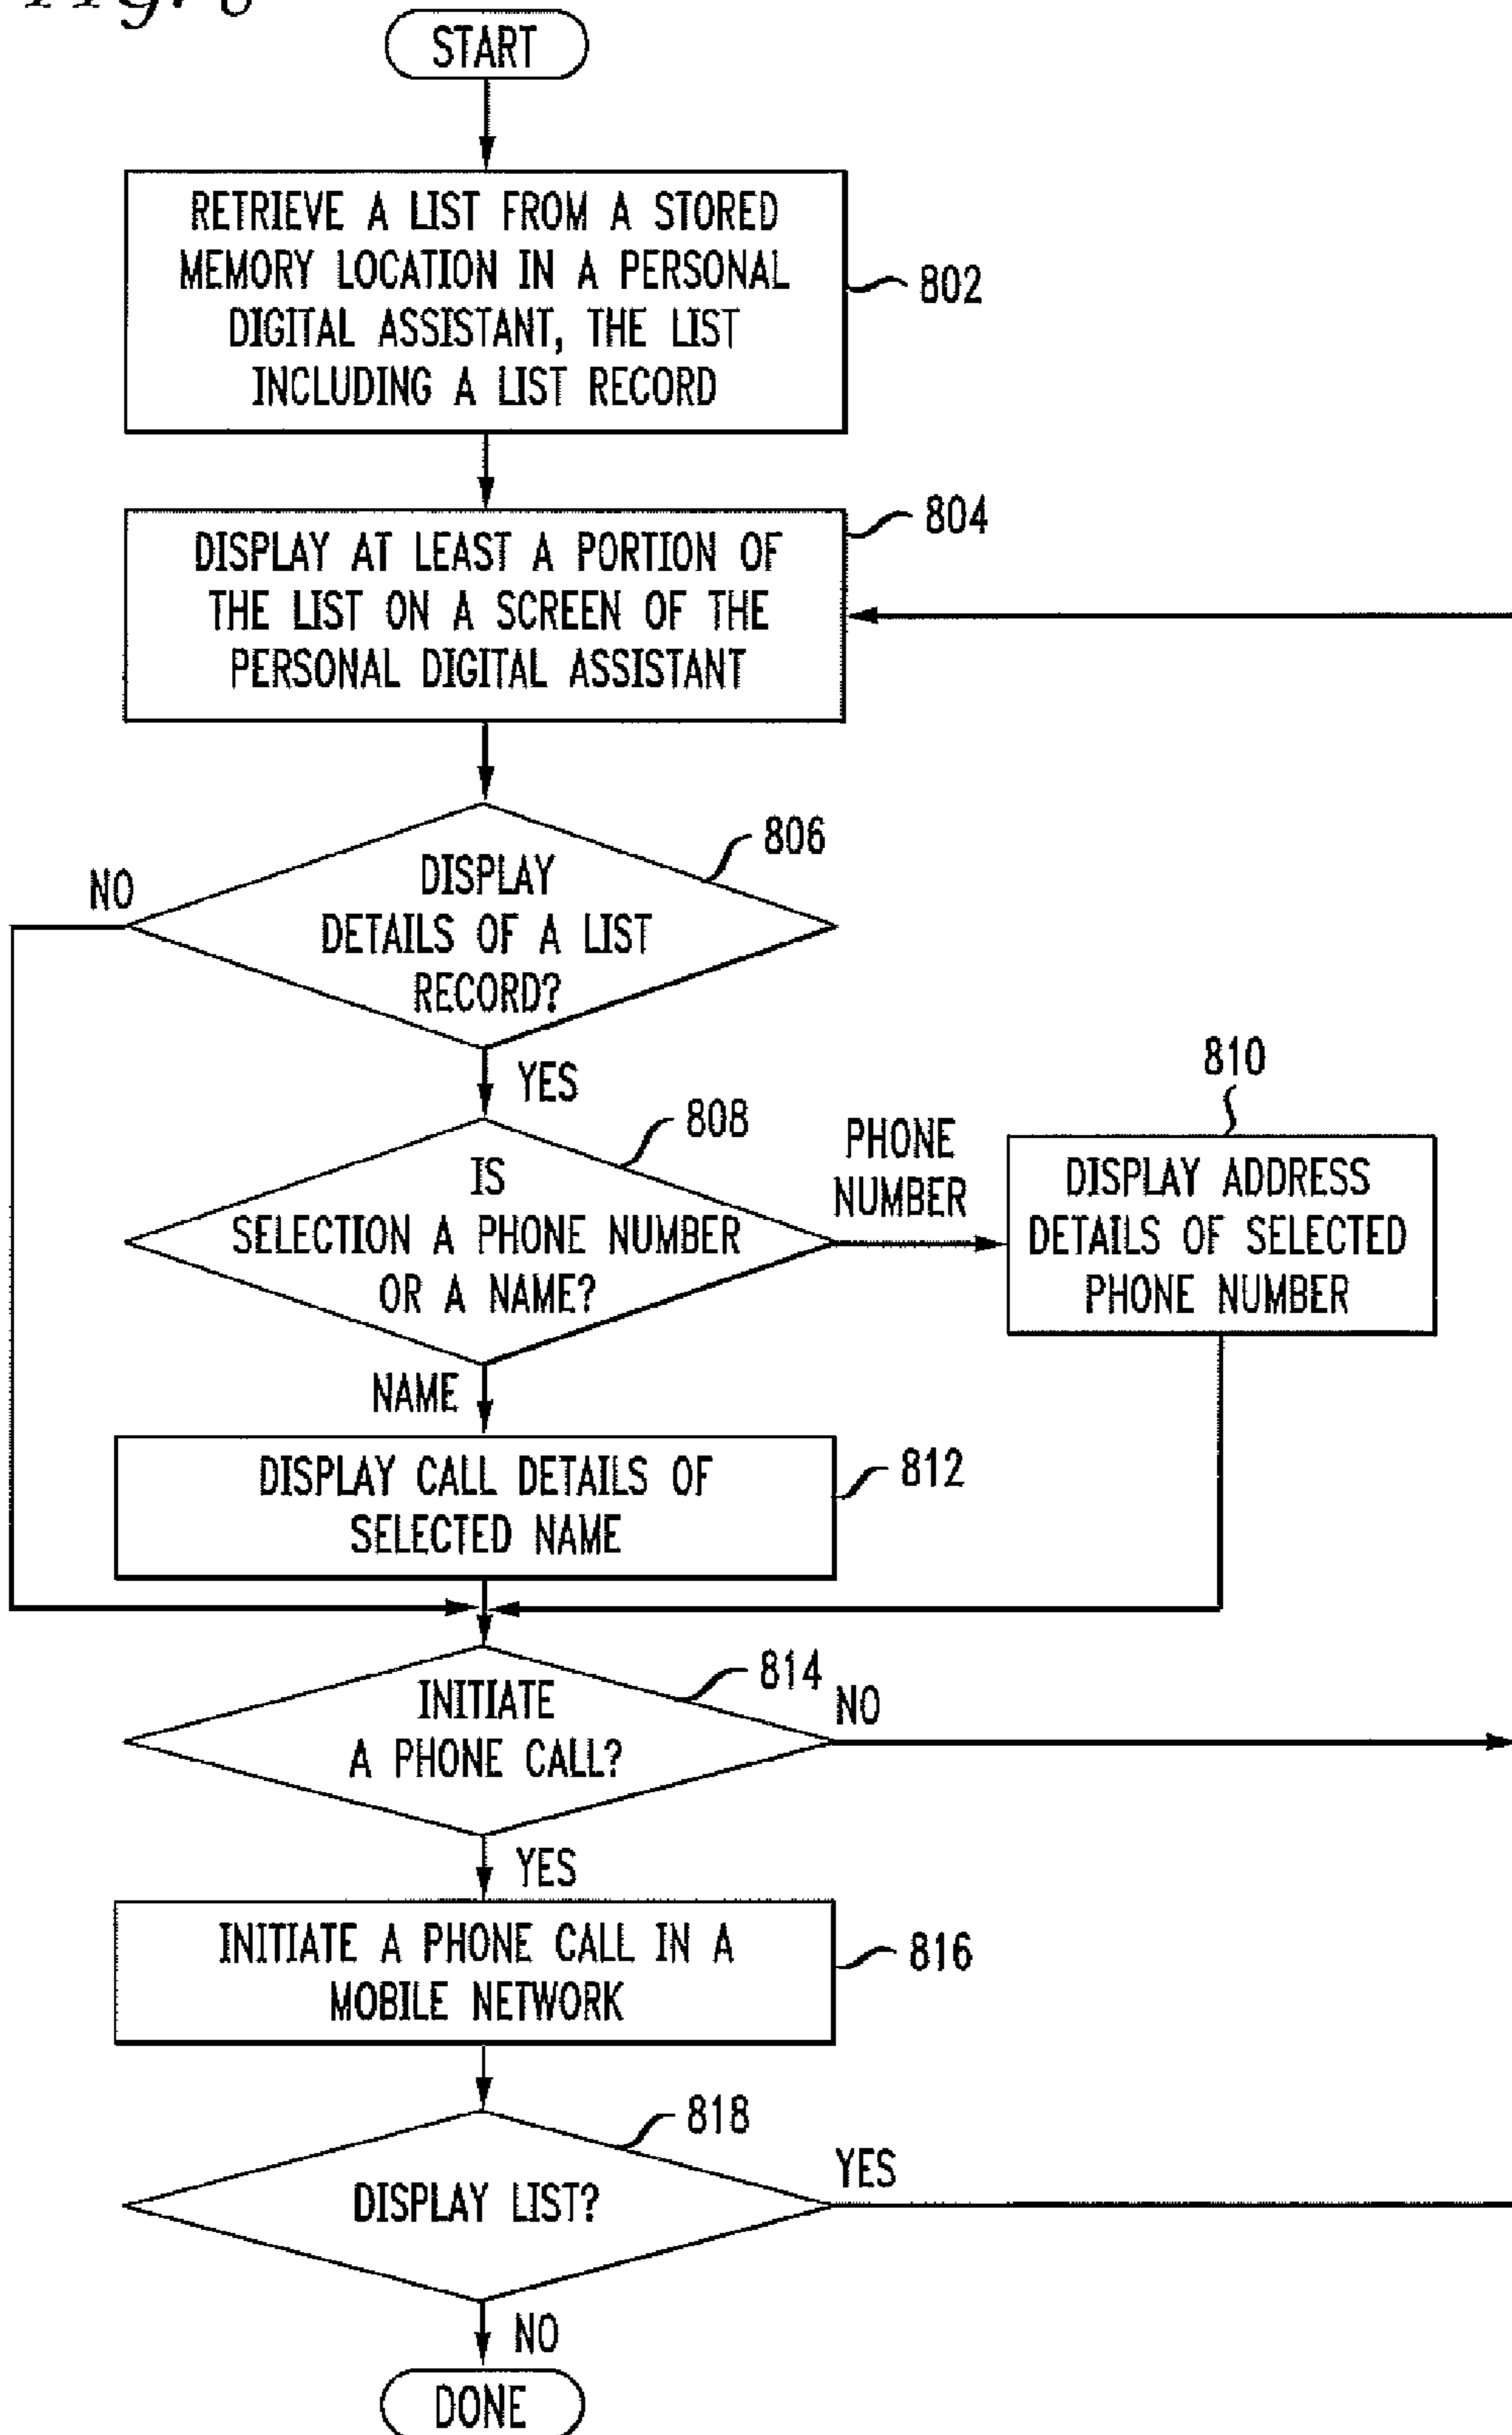 START
RETRIEVE A LIST FROM A STORED
MEMORY LOCATION IN A PERSONAL
DIGITAL ASSISTANT, THE LIST
INCLUDING A LIST RECORD
802
804
DISPLAY AT LEAST A PORTION OF
THE LIST ON A SCREEN OF THE
PERSONAL DIGITAL ASSISTANT
806
NO
DISPLAY
DETAILS OF A LIST
RECORD?
YES
808
IS
SELECTION A PHONE NUMBER
OR A NAME?
PHONE
NUMBER
810
DISPLAY ADDRESS
DETAILS OF SELECTED
PHONE NUMBER
NAME
DISPLAY CALL DETAILS OF
SELECTED NAME
812
814
INITIATE
A PHONE CALL?
NO
YES
INITIATE A PHONE CALL IN A
MOBILE NETWORK
816
818
DISPLAY LIST?
YES
NO
DONE